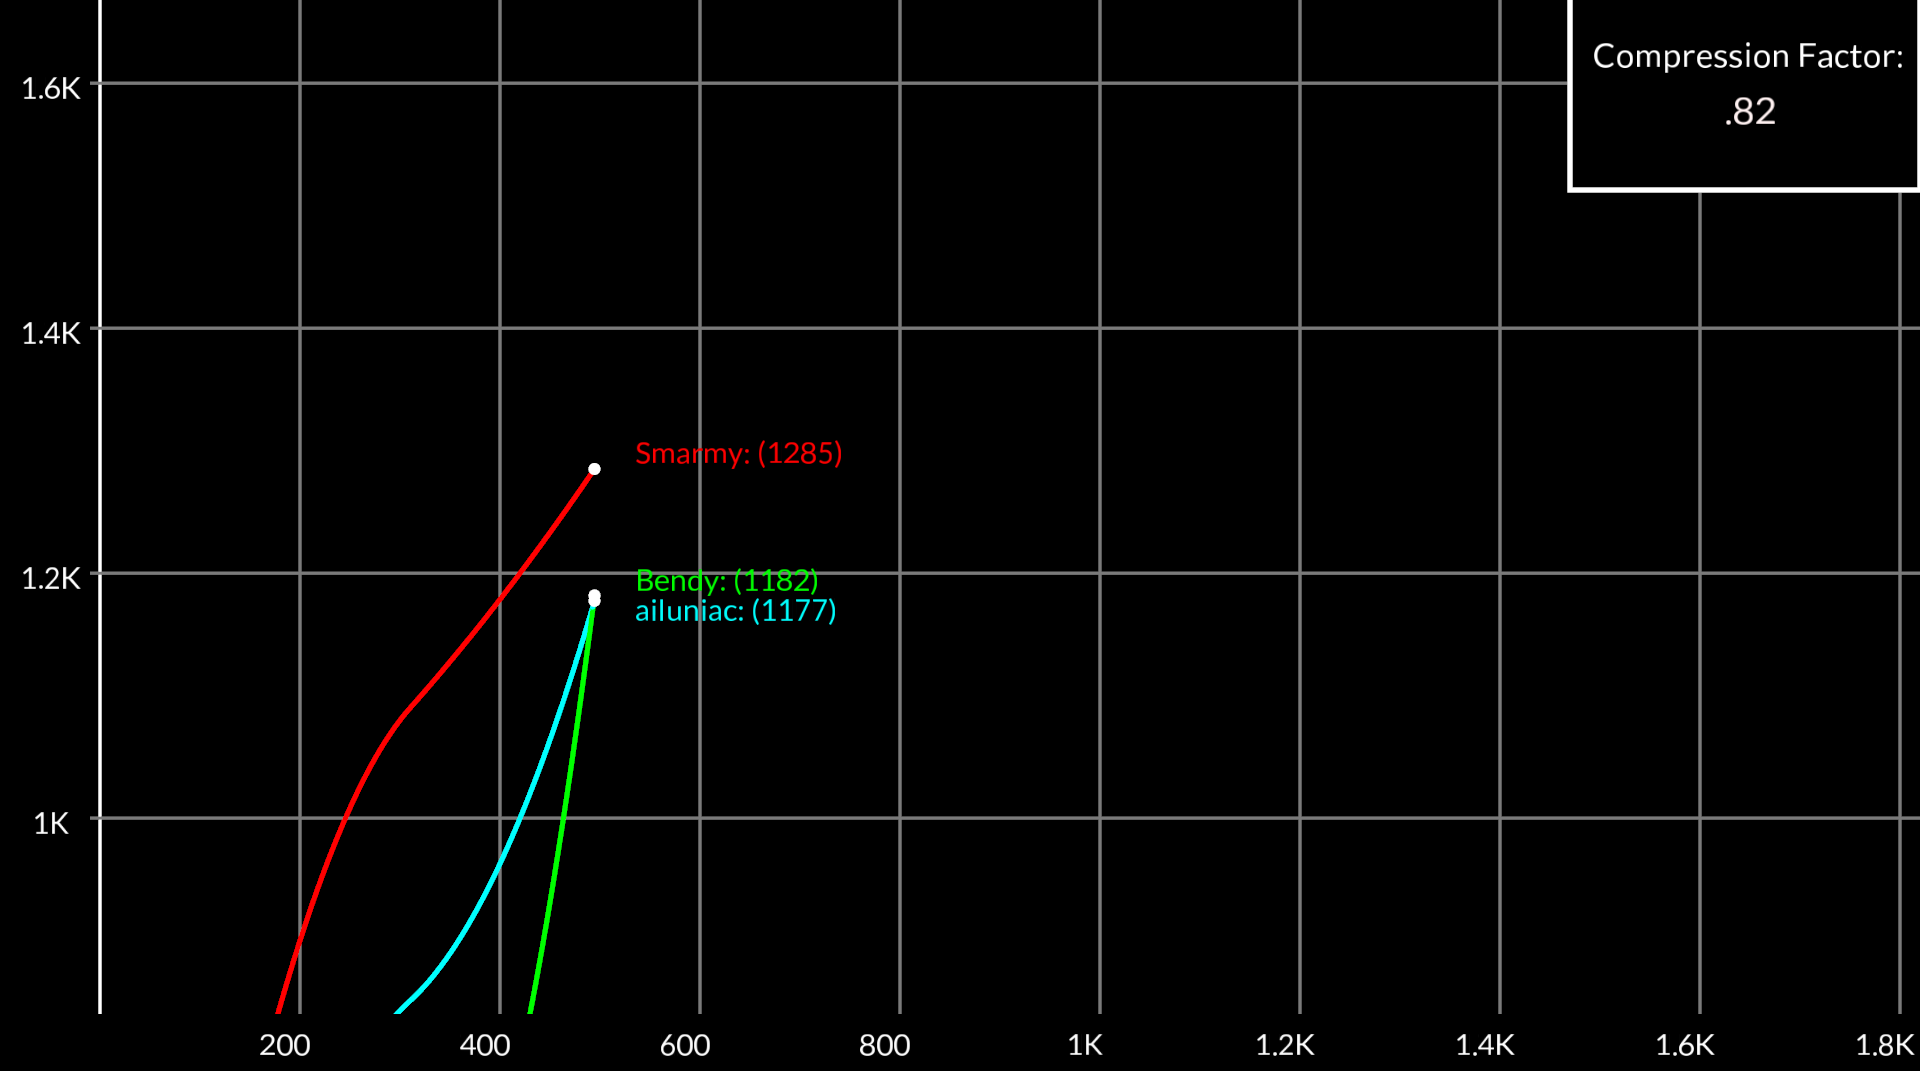 Compression Factor:
.82
1.6K
1.4K
Smarmy: (1285)
1.2K
Bendy: (1182)
ailuniac: (1177)
1K
200 400 600 800 1K 1.2K 1.4K 1.6K 1.8K